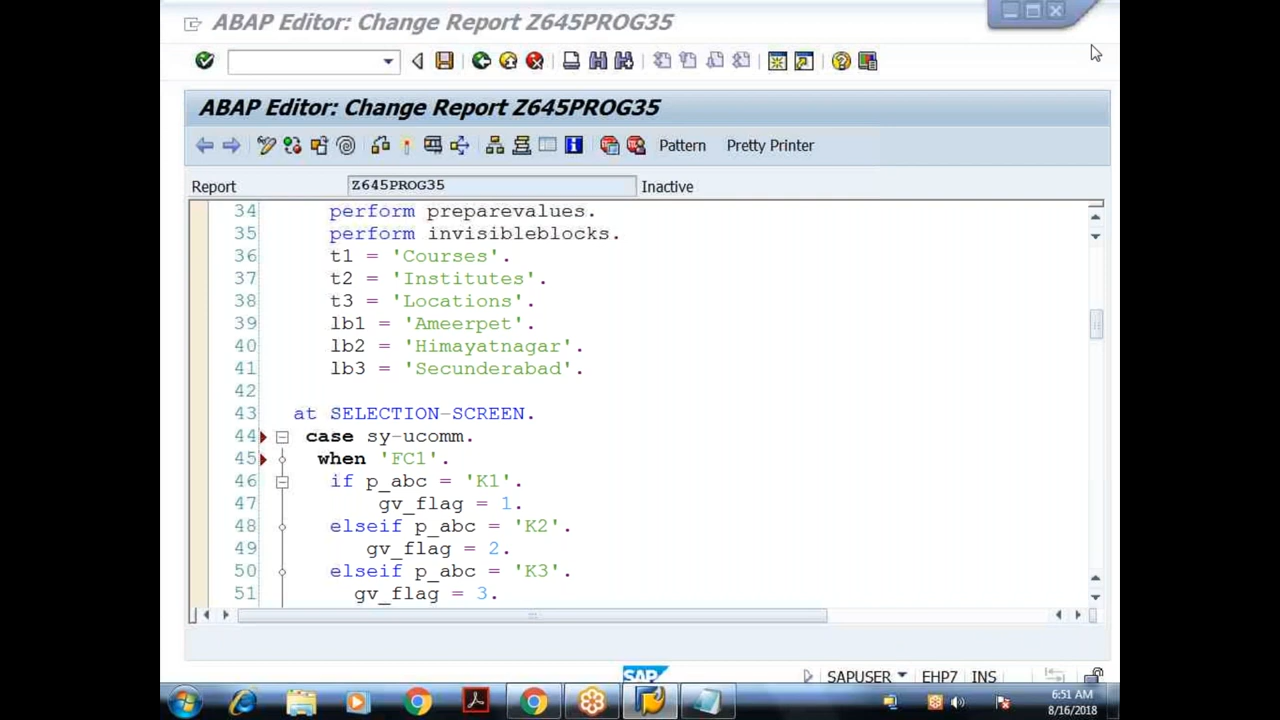 ABAP Editor: Change Report Z645PROG35
ABAP Editor: Change Report Z645PROG35
Pattern Pretty Printer
Report Z645PROG35 Inactive
34 perform preparevalues.
35 perform invisibleblocks.
36 t1 = 'Courses'.
37 t2 = 'Institutes'.
38 t3 = 'Locations'.
39 lb1 = 'Ameerpet'.
40 lb2 = 'Himayatnagar'.
41 lb3 = 'Secunderabad'.
42
43 at SELECTION-SCREEN.
44 case sy-ucomm.
45 when 'FC1'.
46 if p_abc = 'K1'.
47 gv_flag = 1.
48 elseif p_abc = 'K2'.
49 gv_flag = 2.
50 elseif p_abc = 'K3'.
51 gv_flag = 3.
SAP
SAPUSER EHP7 INS
6:51 AM
8/16/2018